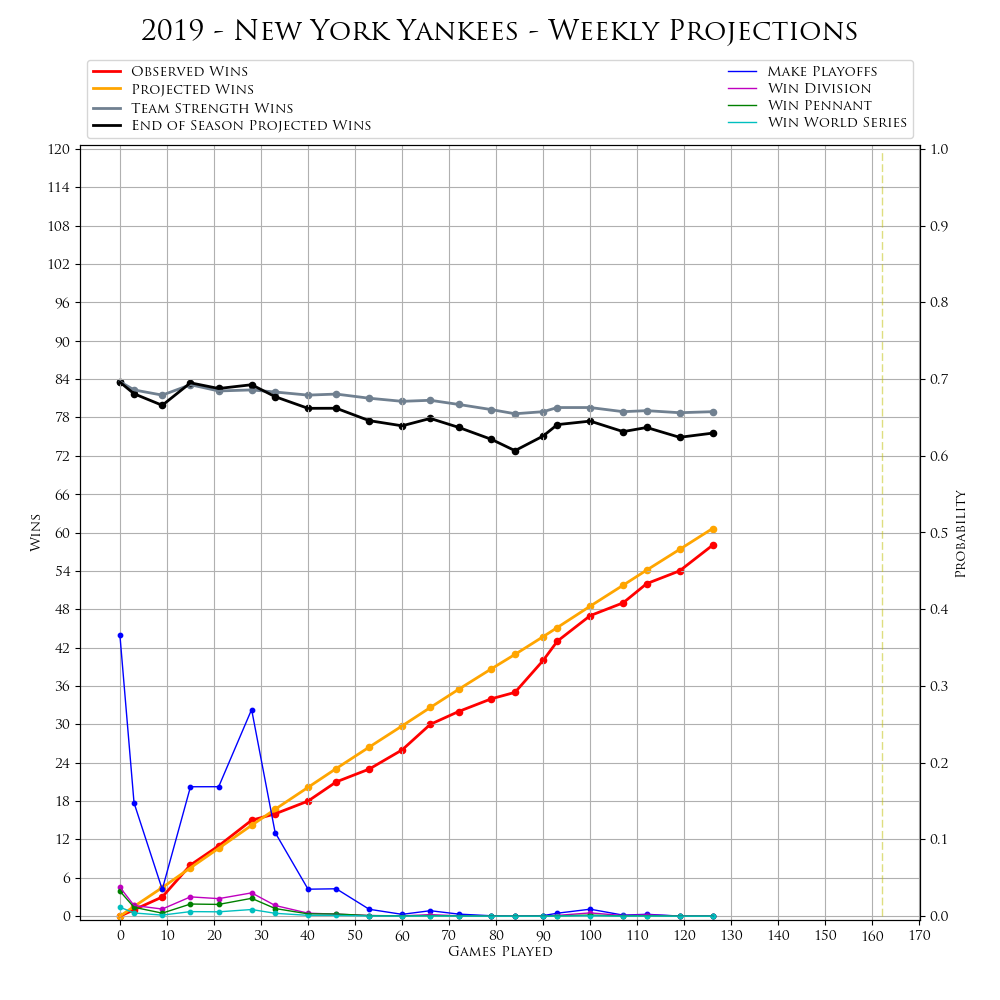 2019 - New York Yankees - Weekly Projections
Observed Wins
Projected Wins
Team Strength Wins
End of Season Projected Wins
Make Playoffs
Win Division
Win Pennant
Win World Series
120
114
108
102
96
90
84
78
72
66
60
54
48
42
36
30
24
18
12
6
0
Wins
1.0
0.9
0.8
0.7
0.6
0.5
0.4
0.3
0.2
0.1
0.0
Probability
0 10 20 30 40 50 60 70 80 90 100 110 120 130 140 150 160 170
Games Played